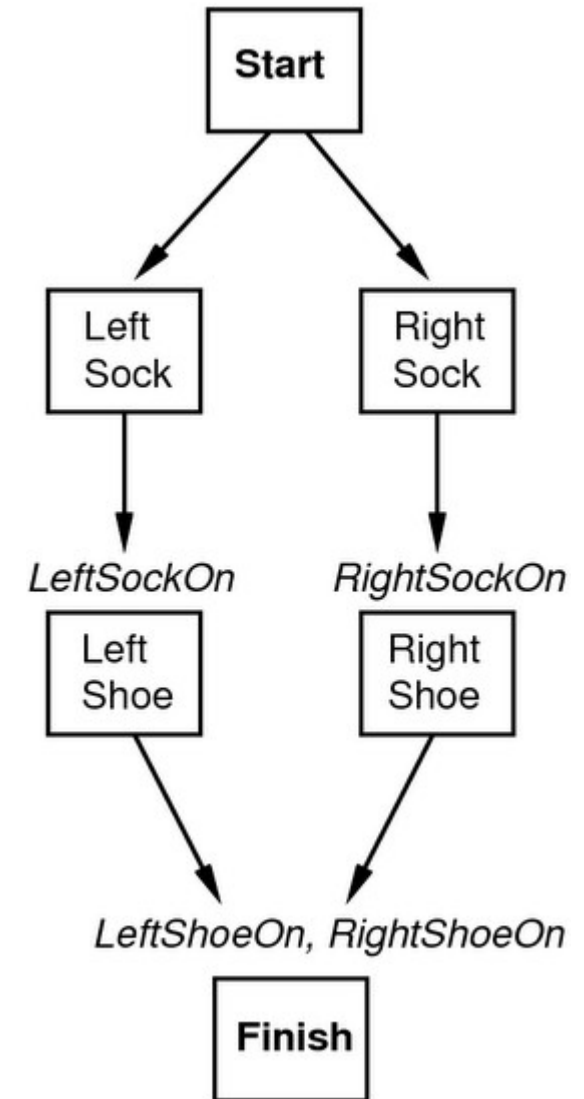 Start
Left
Sock
Right
Sock
LeftSockOn
RightSockOn
Left
Shoe
Right
Shoe
LeftShoeOn, RightShoeOn
Finish